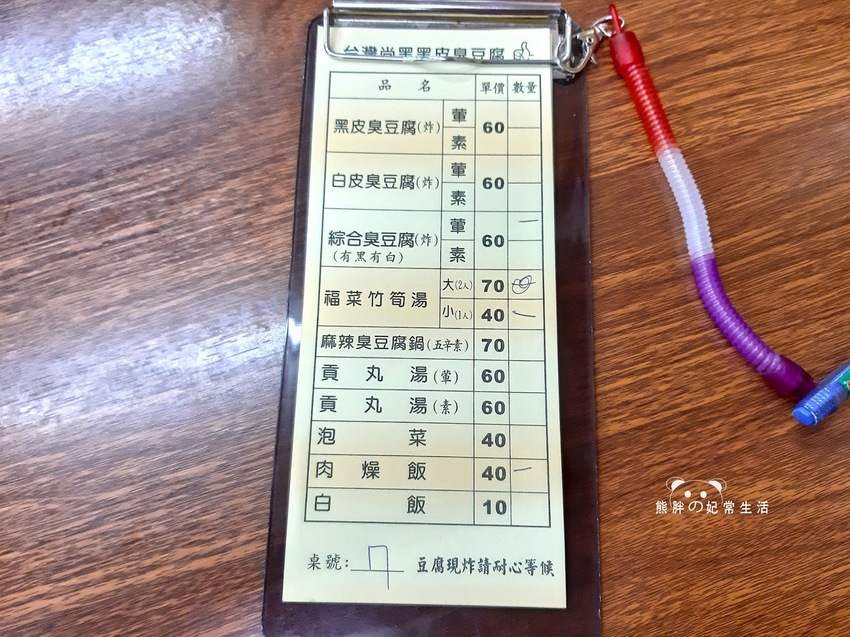 台灣尚黑黑皮臭豆腐
品 名 單價 數量
黑皮臭豆腐(炸) 葷 素 60
白皮臭豆腐(炸) 葷 素 60
綜合臭豆腐(炸) 葷 一 素 60
(有黑有白)
福菜竹筍湯 大(2人) 70
小(1人) 40 一
麻辣臭豆腐鍋(五辛素) 70
貢丸湯(葷) 60
貢丸湯(素) 60
泡菜 40
肉燥飯 40 一
白飯 10
桌號: 7 豆腐現炸請耐心等候
熊胖の妃常生活